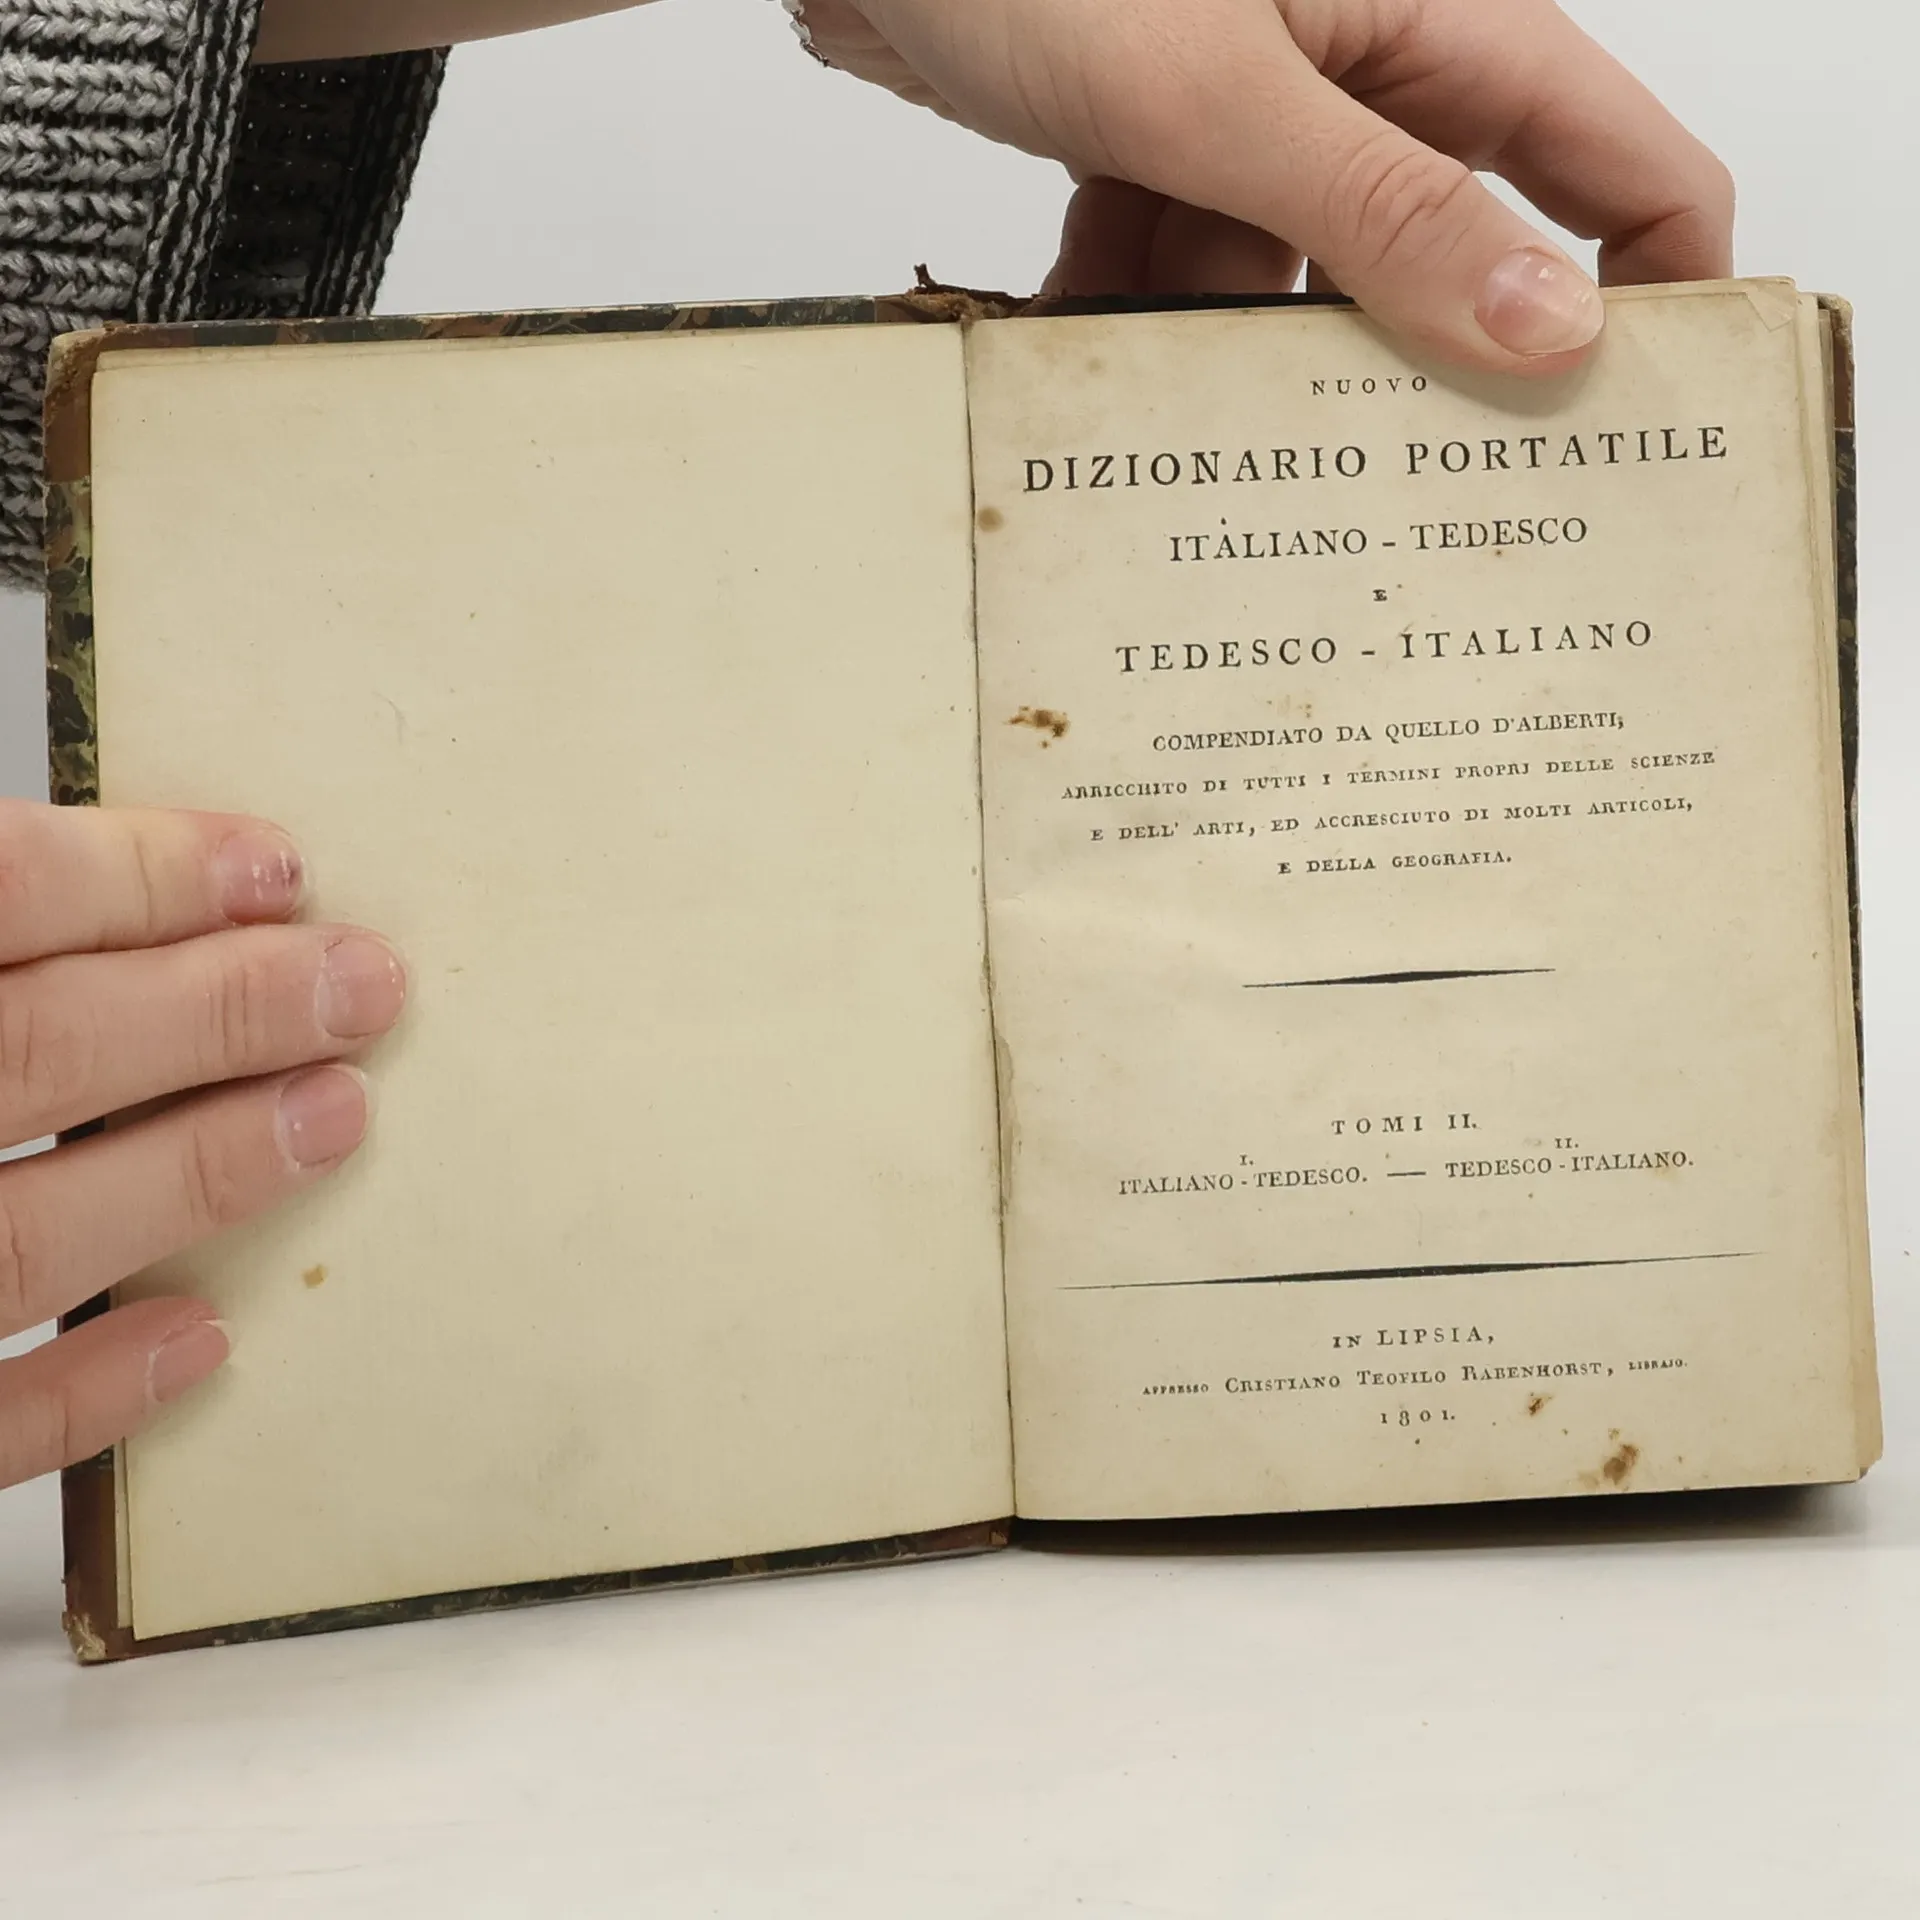 NUOVO
DIZIONARIO PORTATILE
ITALIANO - TEDESCO
E
TEDESCO - ITALIANO
COMPENDIATO DA QUELLO D'ALBERTI,
ARRICCHITO DI TUTTI I TERMINI PROPRJ DELLE SCIENZE
E DELL' ARTI, ED ACCRESCIUTO DI MOLTI ARTICOLI,
E DELLA GEOGRAFIA.
TOMI II.
I. II.
ITALIANO - TEDESCO. — TEDESCO - ITALIANO.
IN LIPSIA,
APPRESSO CRISTIANO TEOFILO RABENHORST, LIBRAJO.
1801.